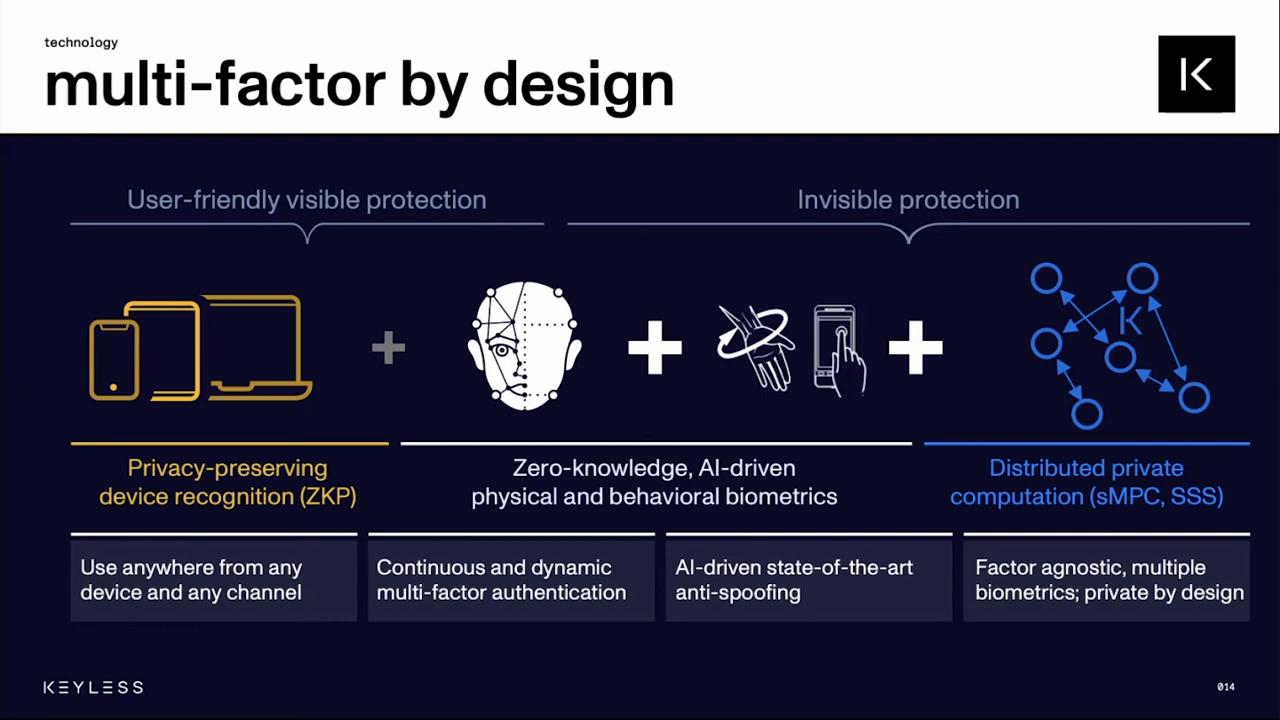 technology
multi-factor by design
K
User-friendly visible protection
Invisible protection
K
Privacy-preserving
device recognition (ZKP)
Zero-knowledge, AI-driven
physical and behavioral biometrics
Distributed private
computation (sMPC, SSS)
Use anywhere from any
device and any channel
Continuous and dynamic
multi-factor authentication
AI-driven state-of-the-art
anti-spoofing
Factor agnostic, multiple
biometrics; private by design
KEYLESS
014